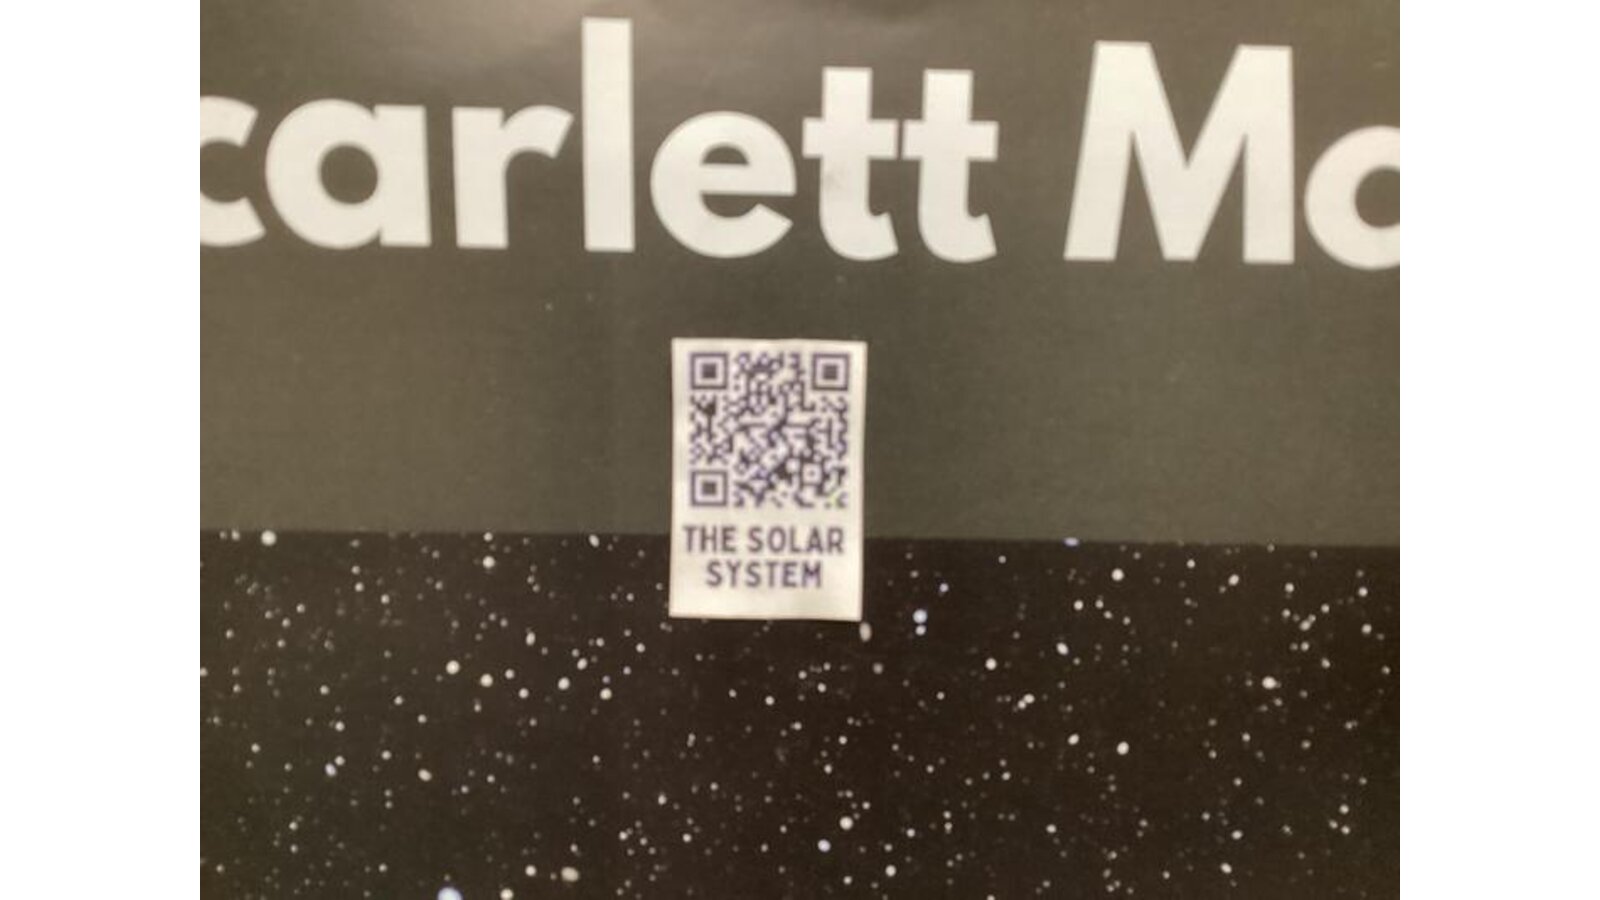 carlett Mo
THE SOLAR
SYSTEM